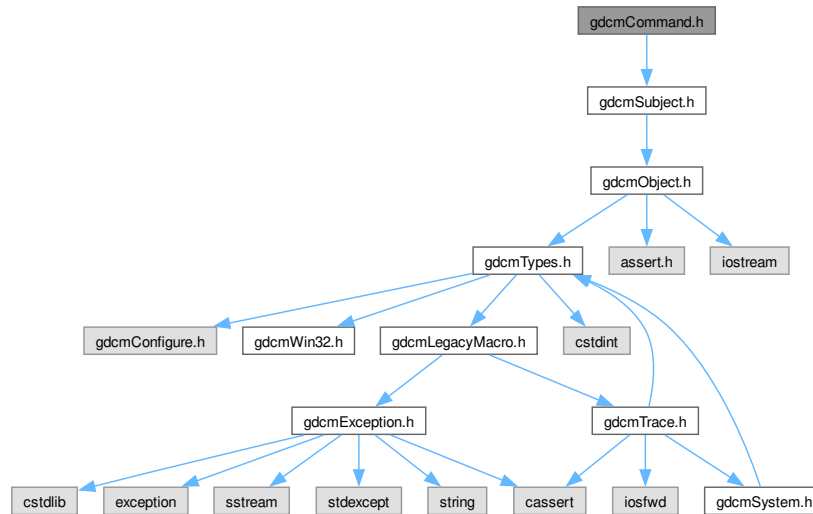 gdcmCommand.h
gdcmSubject.h
gdcmObject.h
gdcmTypes.h
assert.h
iostream
gdcmConfigure.h
gdcmWin32.h
gdcmLegacyMacro.h
cstdint
gdcmException.h
gdcmTrace.h
cstdlib
exception
sstream
stdexcept
string
cassert
iosfwd
gdcmSystem.h